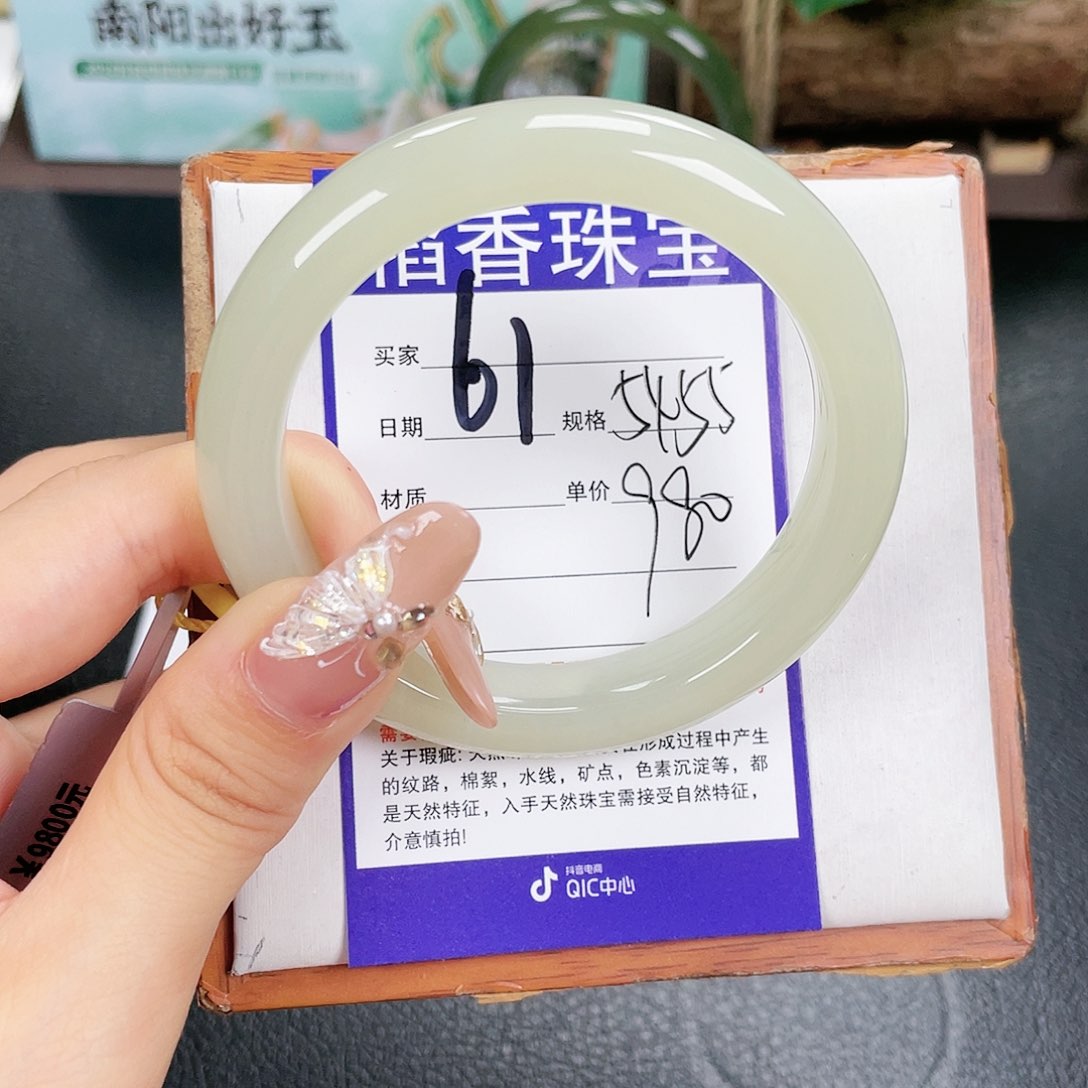 南阳出好玉
香珠宝
买家
61
日期
规格 54-55
材质
单价 980
关于瑕疵:
形成过程中产生
的纹路，棉絮，水线，矿点，色素沉淀等，都
是天然特征，入手天然珠宝需接受自然特征，
介意慎拍!
抖音电商
QIC中心
¥9800元